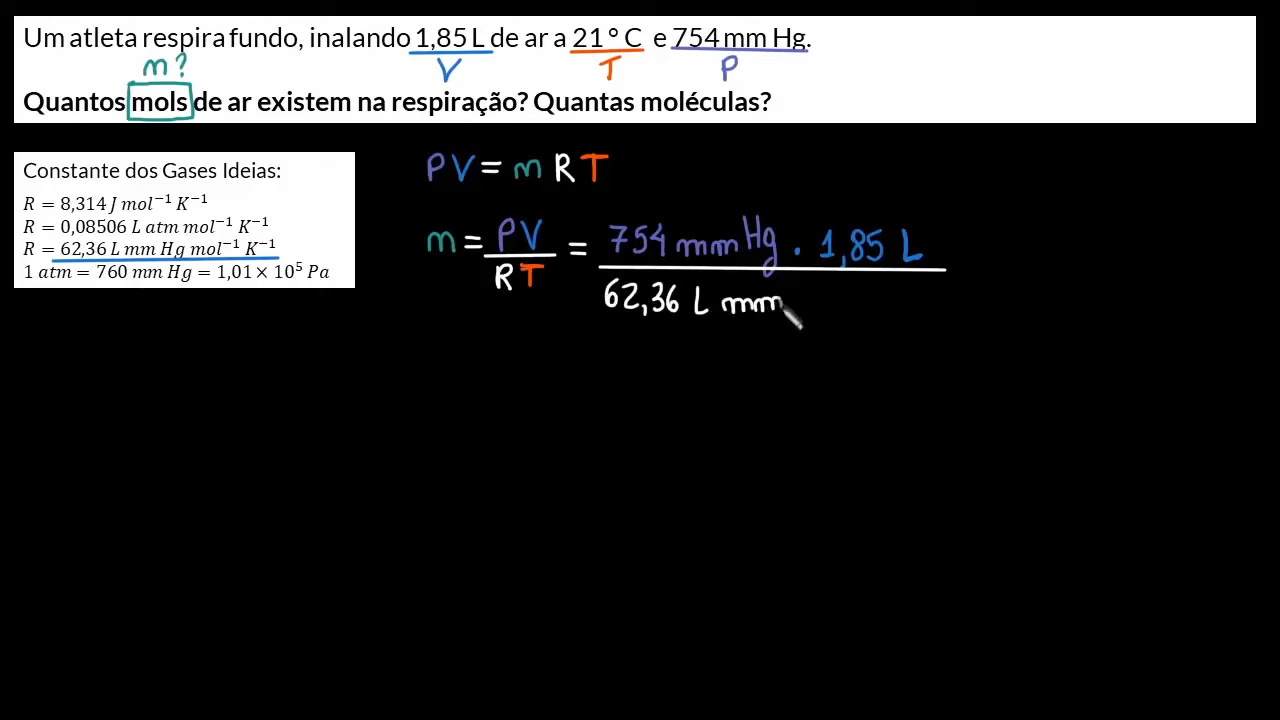 Um atleta respira fundo, inalando 1,85 L de ar a 21 ° C e 754 mm Hg.
n? V T P
Quantos mols de ar existem na respiração? Quantas moléculas?
Constante dos Gases Ideias:
R = 8,314 J mol⁻¹ K⁻¹
R = 0,08506 L atm mol⁻¹ K⁻¹
R = 62,36 L mm Hg mol⁻¹ K⁻¹
1 atm = 760 mm Hg = 1,01 × 10⁵ Pa
PV = n R T
n = PV / RT = 754 mmHg . 1,85 L / 62,36 L mm